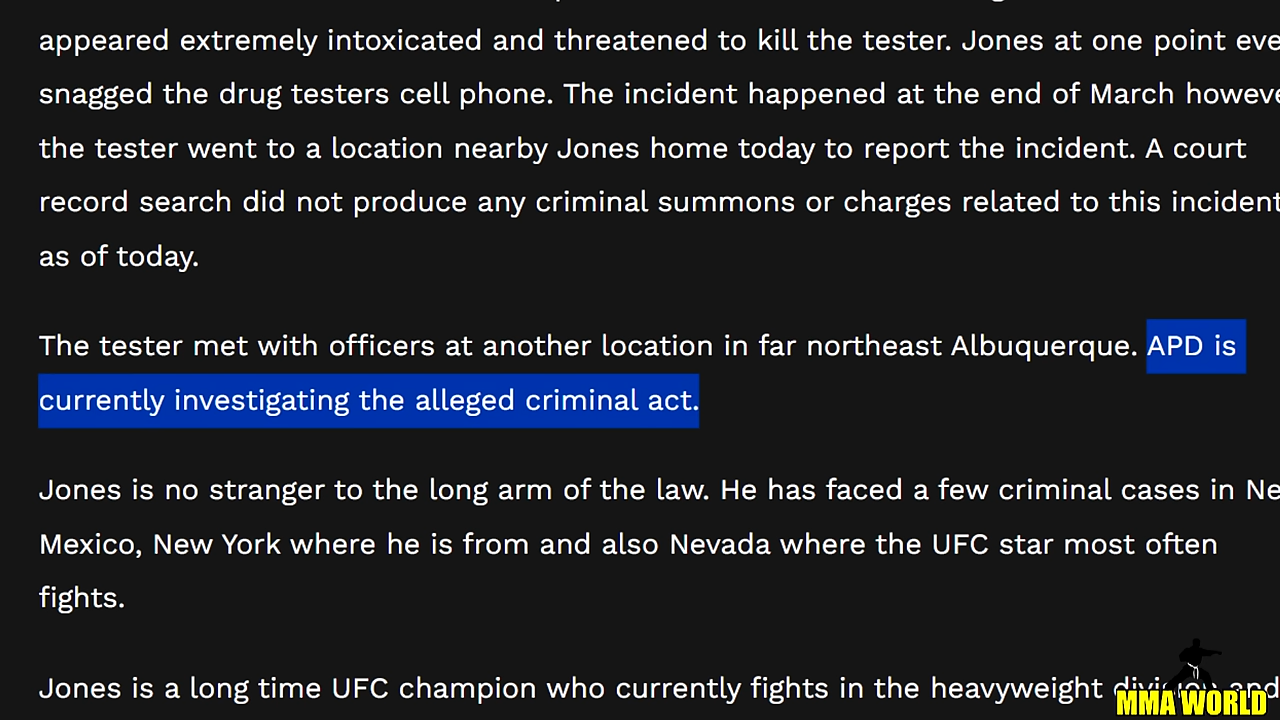 appeared extremely intoxicated and threatened to kill the tester. Jones at one point eve
snagged the drug testers cell phone. The incident happened at the end of March howeve
the tester went to a location nearby Jones home today to report the incident. A court
record search did not produce any criminal summons or charges related to this incident
as of today.
The tester met with officers at another location in far northeast Albuquerque. APD is
currently investigating the alleged criminal act.
Jones is no stranger to the long arm of the law. He has faced a few criminal cases in Ne
Mexico, New York where he is from and also Nevada where the UFC star most often
fights.
Jones is a long time UFC champion who currently fights in the heavyweight division and
MMA WORLD